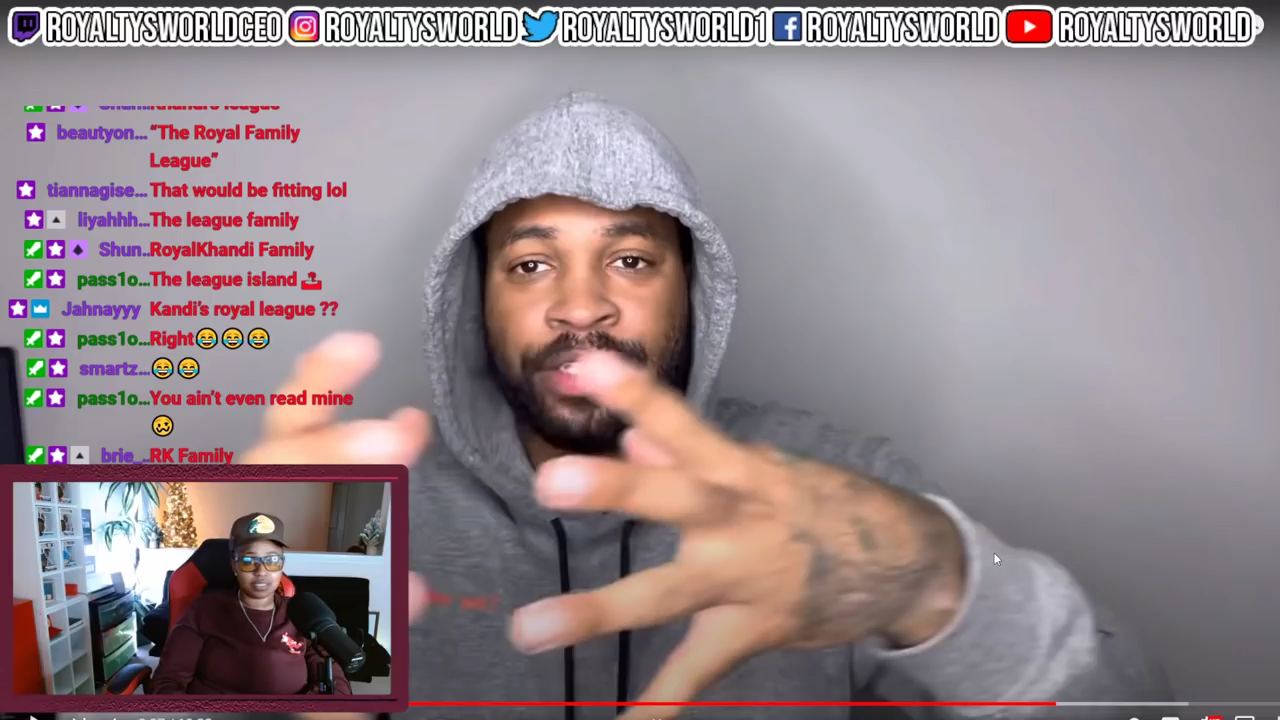 ROYALTYSWORLDCEO ROYALTYSWORLD ROYALTYSWORLD1 ROYALTYSWORLD ROYALTYSWORLD
beautyon... “The Royal Family
League”
tiannagise... That would be fitting lol
liyahhh... The league family
Shun... RoyalKhandi Family
pass1o... The league island
Jahnayyy Kandi’s royal league ??
pass1o... Right😂😂😂
smartz... 😂😂
pass1o... You ain’t even read mine
🥴
brie_... RK Family